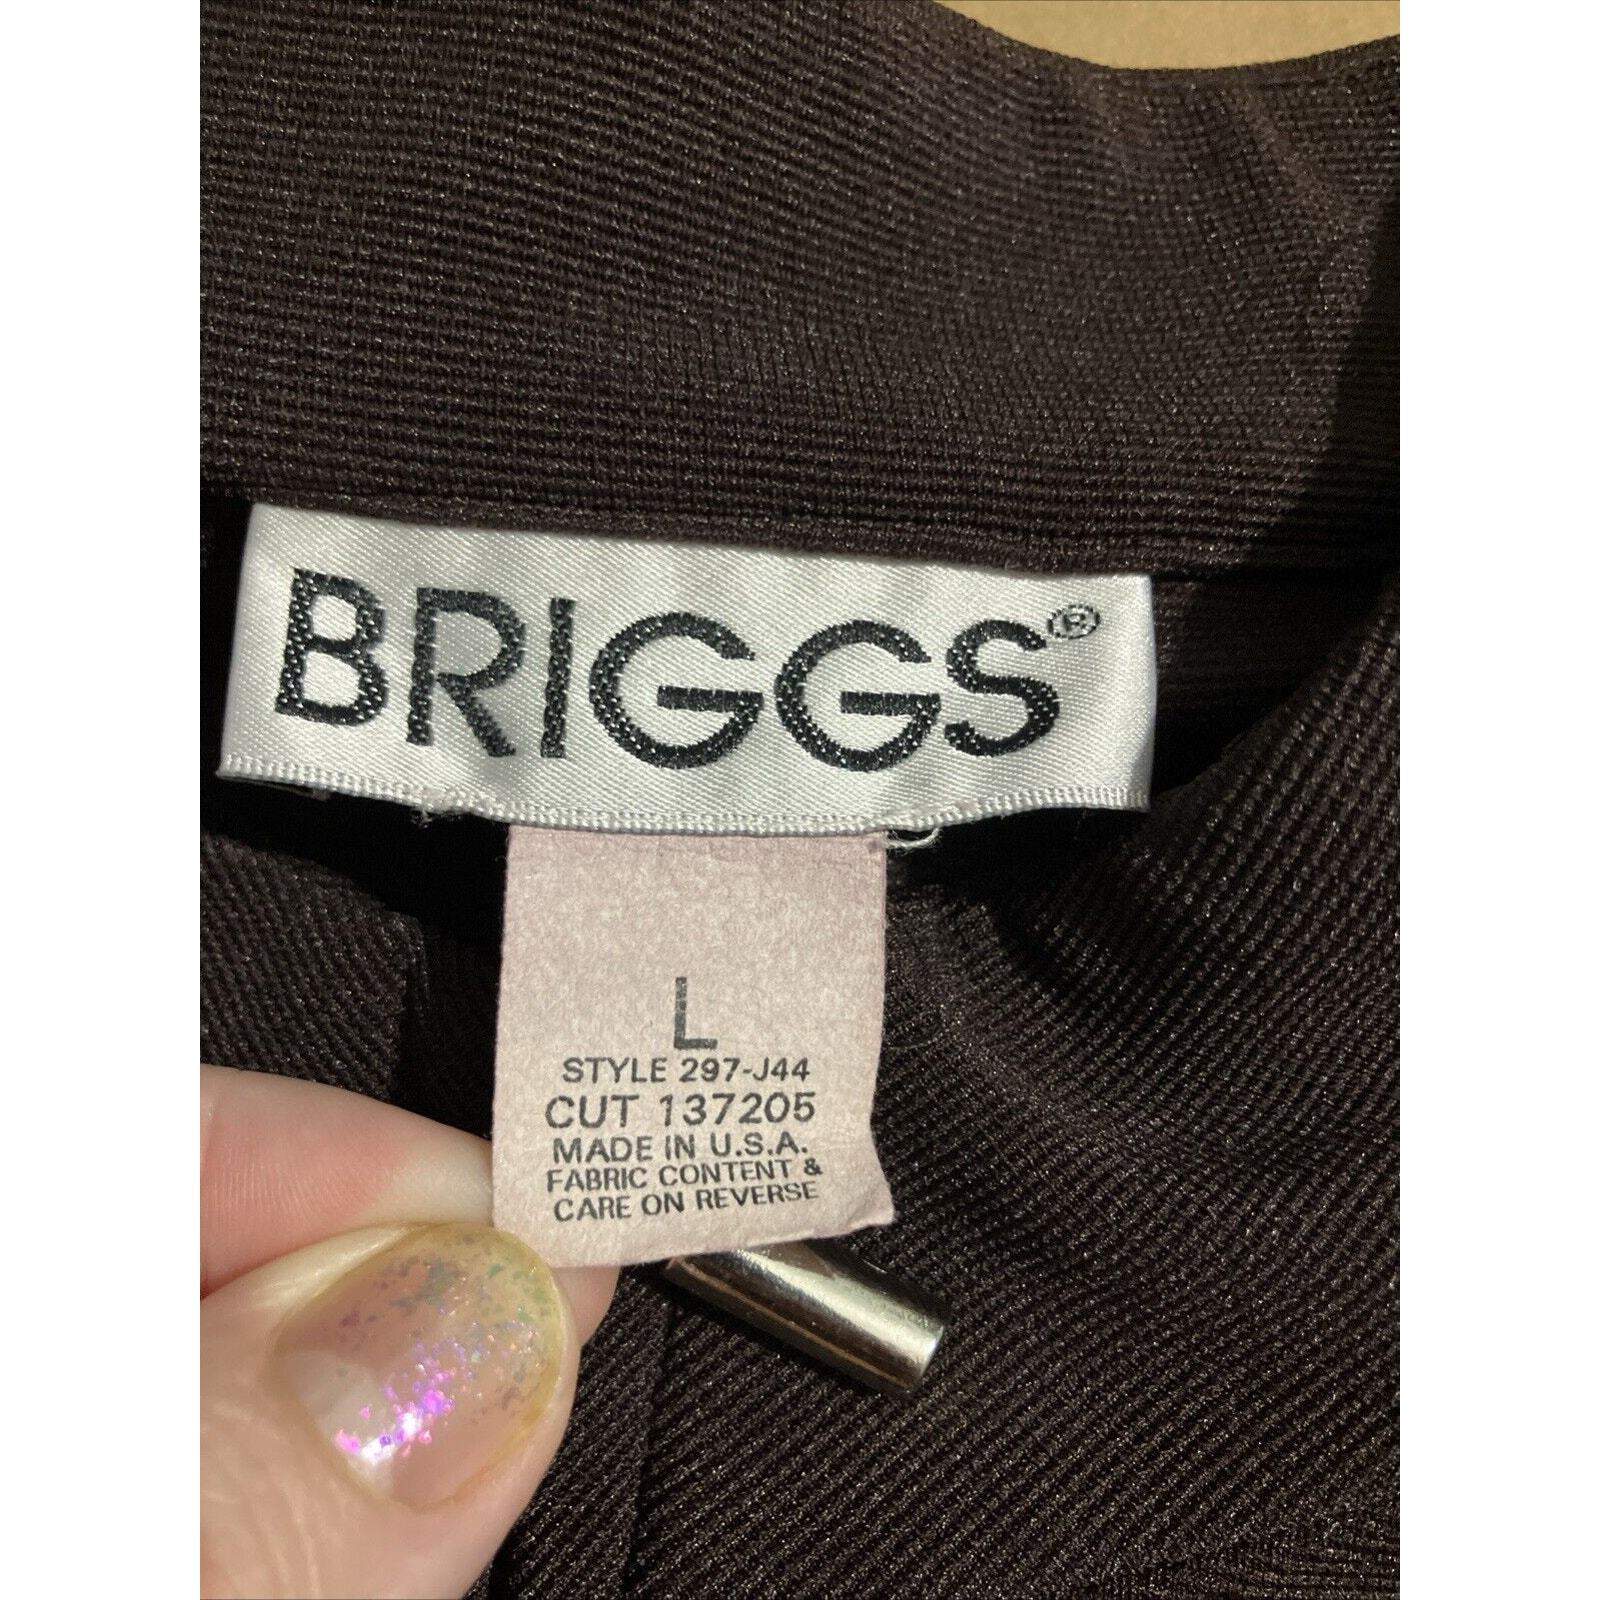 BRIGGS®
L
STYLE 297-J44
CUT 137205
MADE IN U.S.A.
FABRIC CONTENT &
CARE ON REVERSE